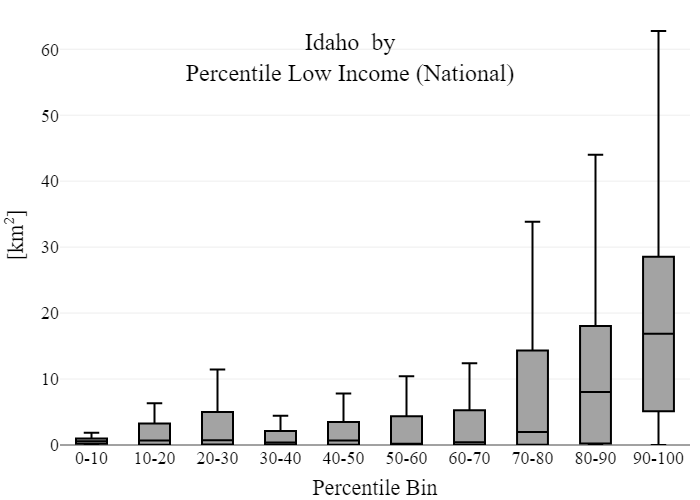 Idaho by
Percentile Low Income (National)
60
50
40
30
20
10
0
[km²]
0-10 10-20 20-30 30-40 40-50 50-60 60-70 70-80 80-90 90-100
Percentile Bin